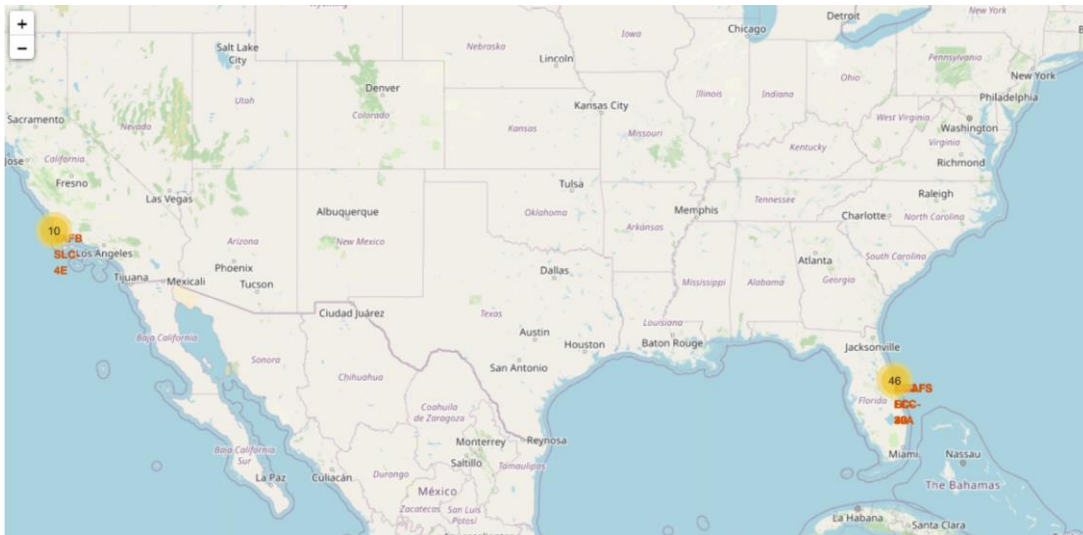 +
−
Salt Lake
City
Sacramento
Nevada
Utah
Denver
Colorado
Nebraska
Lincoln
Iowa
Chicago
Detroit
New York
Pennsylvania
New York
Philadelphia
Ohio
Indiana
Illinois
Kansas City
Kansas
Missouri
West Virginia
Washington
Virginia
Richmond
Kentucky
Jose
California
Fresno
Las Vegas
Tulsa
Oklahoma
Memphis
Tennessee
Raleigh
Charlotte
North Carolina
10
AFB
SLC-
4E
Los Angeles
Albuquerque
New Mexico
Arizona
Phoenix
Tucson
Tijuana
Mexicali
Arkansas
Atlanta
South Carolina
Mississippi
Alabama
Georgia
Dallas
Texas
Ciudad Juárez
Austin
Houston
San Antonio
Louisiana
Baton Rouge
Jacksonville
46
AFS
Florida
Miami
Nassau
The Bahamas
Baja California
Sonora
Chihuahua
Coahuila
de Zaragoza
Monterrey
Reynosa
Saltillo
Tamaulipas
Baja California
Sur
La Paz
Culiacán
Durango
México
Zacatecas
San Luis
Potosí
La Habana
Santa Clara